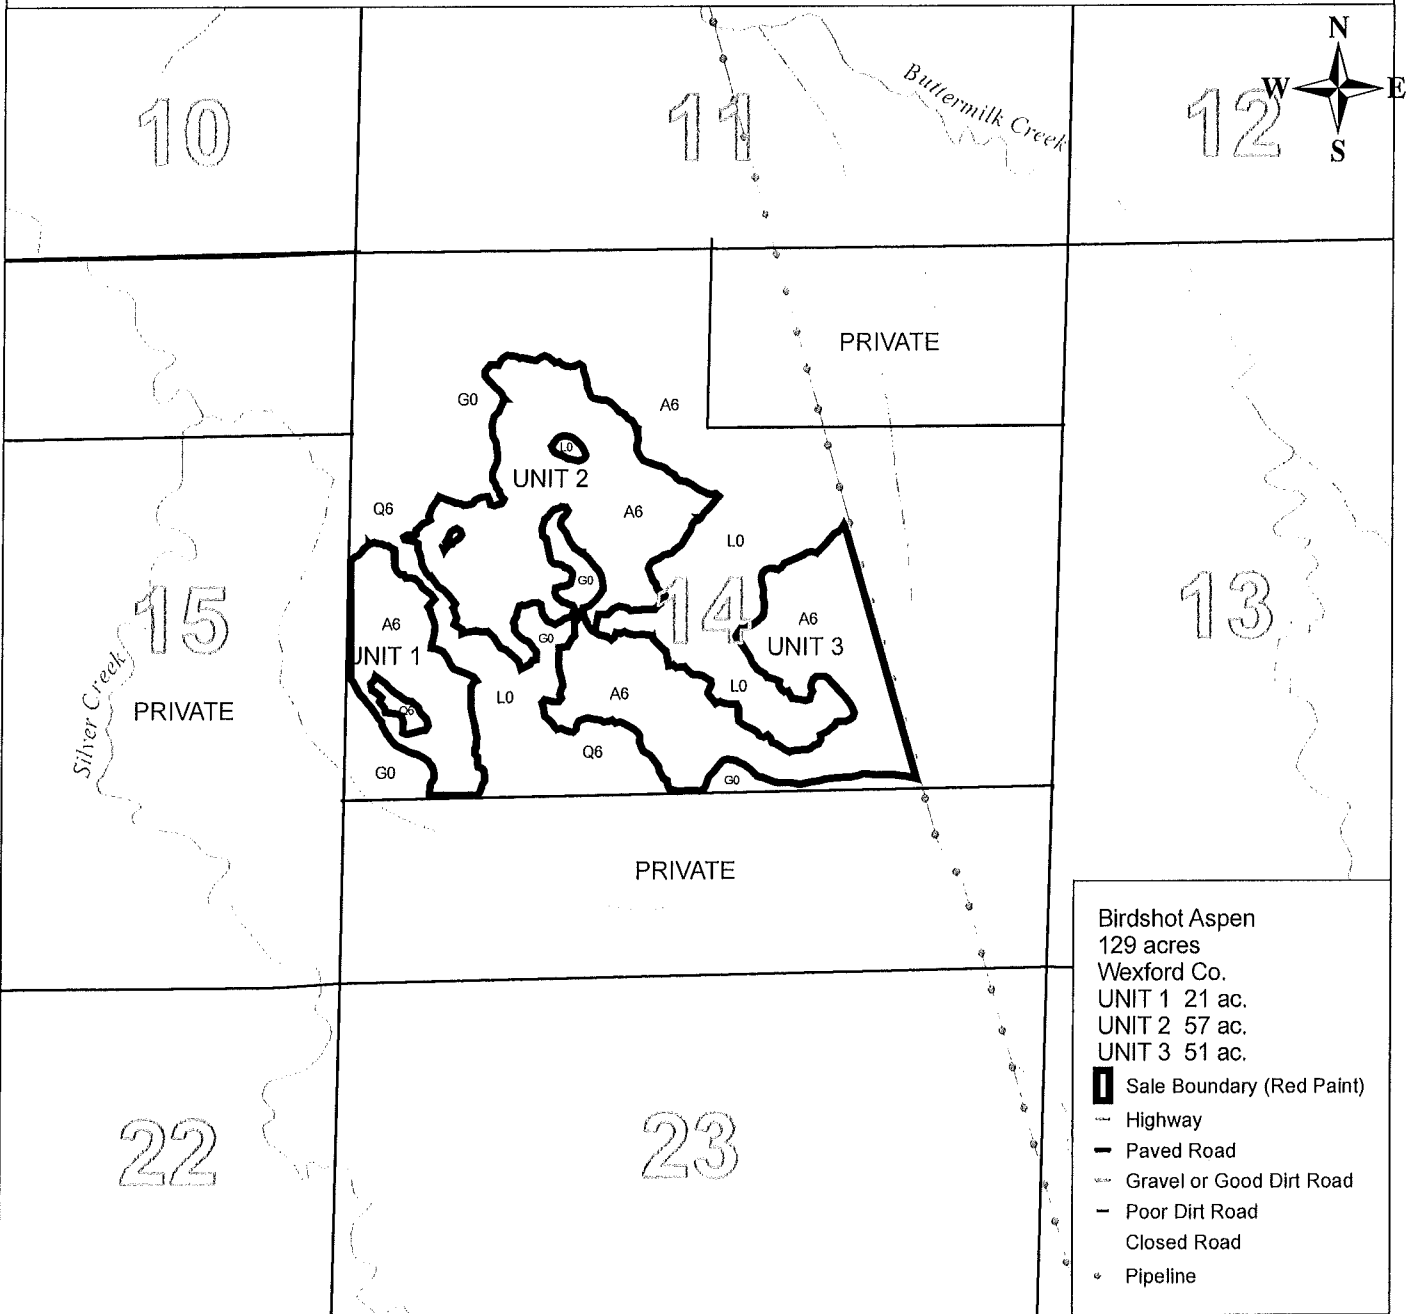 N
W E
S
10
11
12
Buttermilk Creek
PRIVATE
G0
A6
L0
UNIT 2
Q6
A6
L0
G0
15
14
13
A6
A6
UNIT 1
G0
UNIT 3
Silver Creek
PRIVATE
Q6
L0
A6
L0
G0
Q6
G0
PRIVATE
Birdshot Aspen
129 acres
Wexford Co.
UNIT 1 21 ac.
UNIT 2 57 ac.
UNIT 3 51 ac.
Sale Boundary (Red Paint)
Highway
Paved Road
Gravel or Good Dirt Road
Poor Dirt Road
Closed Road
Pipeline
22
23